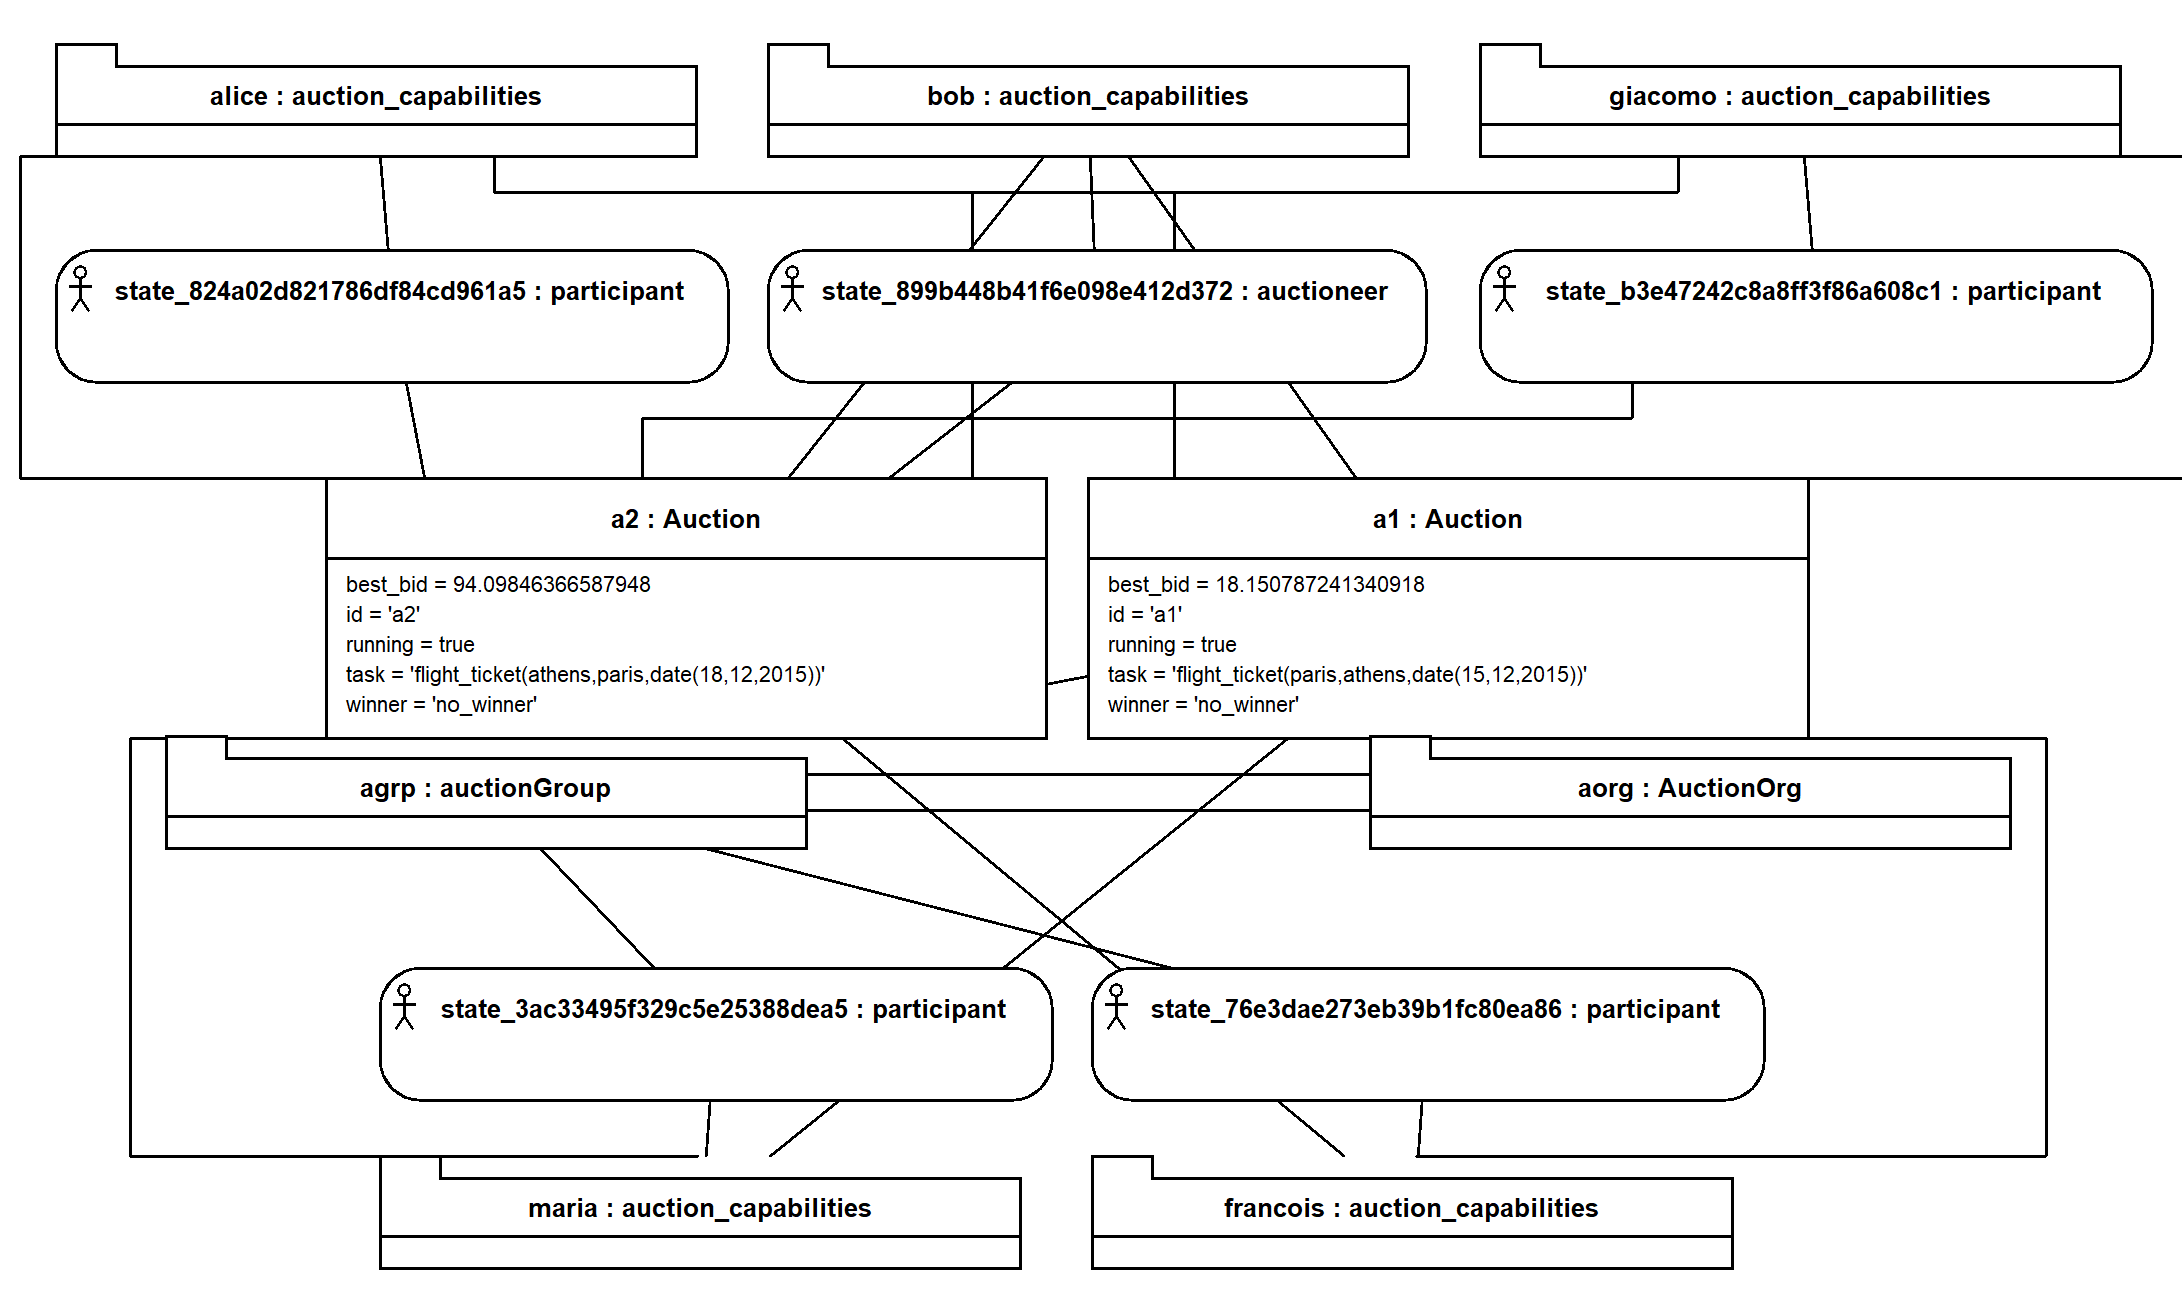 alice : auction_capabilities
bob : auction_capabilities
giacomo : auction_capabilities
state_824a02d821786df84cd961a5 : participant
state_899b448b41f6e098e412d372 : auctioneer
state_b3e47242c8a8ff3f86a608c1 : participant
a2 : Auction
best_bid = 94.09846366587948
id = 'a2'
running = true
task = 'flight_ticket(athens,paris,date(18,12,2015))'
winner = 'no_winner'
a1 : Auction
best_bid = 18.150787241340918
id = 'a1'
running = true
task = 'flight_ticket(paris,athens,date(15,12,2015))'
winner = 'no_winner'
agrp : auctionGroup
aorg : AuctionOrg
state_3ac33495f329c5e25388dea5 : participant
state_76e3dae273eb39b1fc80ea86 : participant
maria : auction_capabilities
francois : auction_capabilities